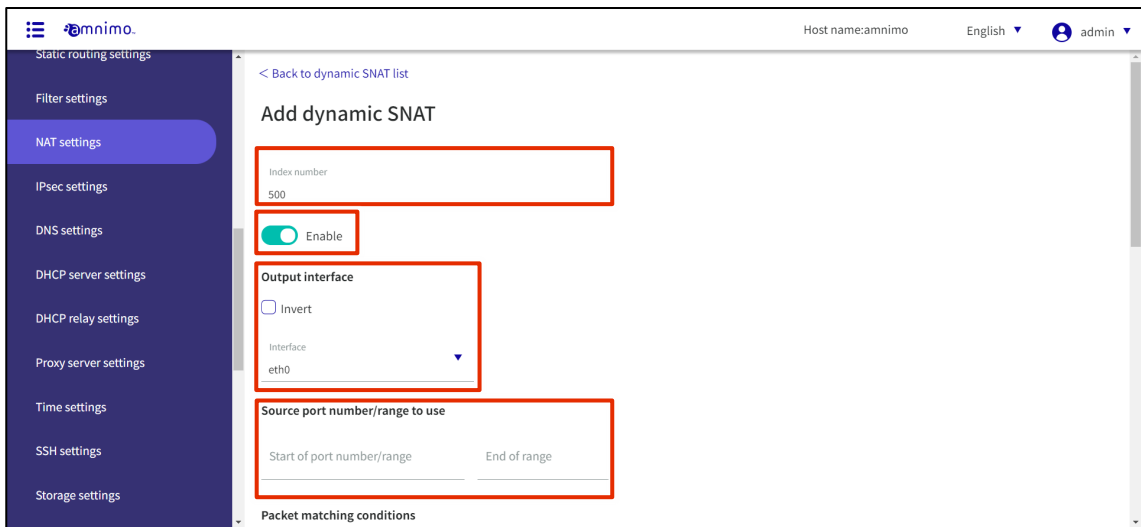 amnimo
Host name:amnimo
English
admin
Static routing settings
Filter settings
NAT settings
IPsec settings
DNS settings
DHCP server settings
DHCP relay settings
Proxy server settings
Time settings
SSH settings
Storage settings
< Back to dynamic SNAT list
Add dynamic SNAT
Index number
500
Enable
Output interface
Invert
Interface
eth0
Source port number/range to use
Start of port number/range
End of range
Packet matching conditions